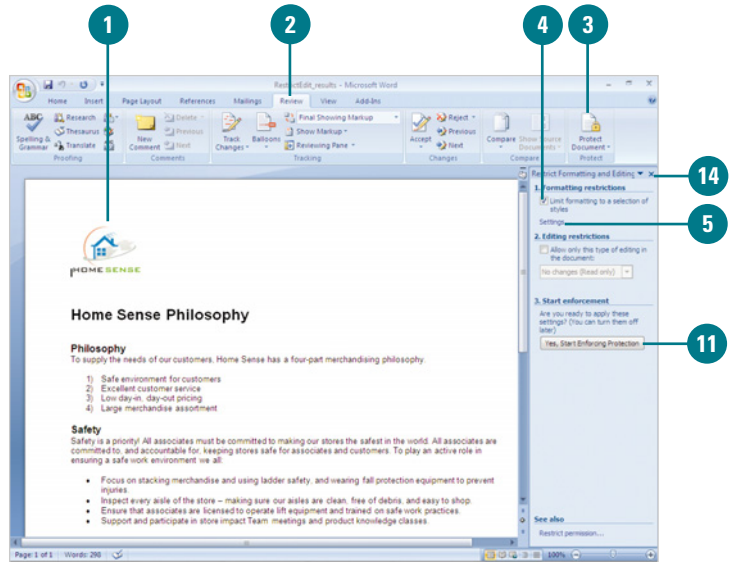 1
2
4
3
RestrictEdit_results - Microsoft Word
Home Insert Page Layout References Mailings Review View Add-Ins
ABC Research Delete Final Showing Markup Reject
Spelling & Grammar Thesaurus New Comment Previous Track Changes Balloons Show Markup Accept Previous Compare Show Source Documents Protect Document
Translate Next Reviewing Pane Next
Proofing Comments Tracking Changes Compare Protect
Restrict Formatting and Editing
14
1. Formatting restrictions
Limit formatting to a selection of
styles
Settings...
5
2. Editing restrictions
Allow only this type of editing in
the document:
No changes (Read only)
3. Start enforcement
Are you ready to apply these
settings? (You can turn them off
later)
Yes, Start Enforcing Protection
11
See also
Restrict permission...
HOME SENSE
Home Sense Philosophy
Philosophy
To supply the needs of our customers, Home Sense has a four-part merchandising philosophy.
1) Safe environment for customers
2) Excellent customer service
3) Low day-in, day-out pricing
4) Large merchandise assortment
Safety
Safety is a priority! All associates must be committed to making our stores the safest in the world. All associates are
committed to, and accountable for, keeping stores safe for associates and customers. To play an active role in
ensuring a safe work environment we all:
• Focus on stacking merchandise and using ladder safety, and wearing fall protection equipment to prevent
injuries.
• Inspect every aisle of the store – making sure our aisles are clean, free of debris, and easy to shop.
• Ensure that associates are licensed to operate lift equipment and trained on safe work practices.
• Support and participate in store impact Team meetings and product knowledge classes.
Page: 1 of 1 Words: 298 100%